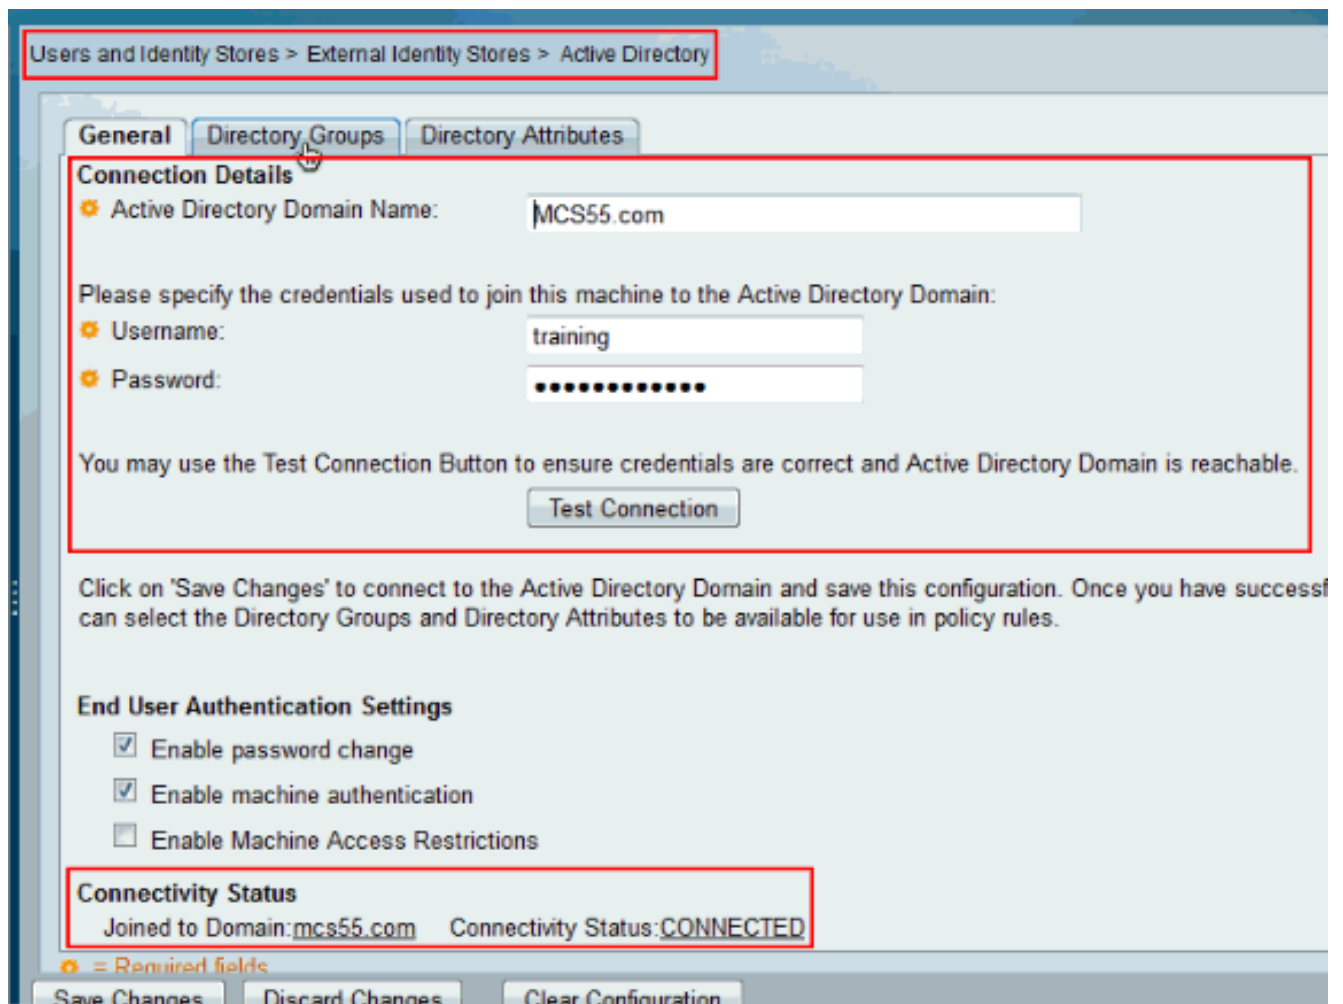 Users and Identity Stores > External Identity Stores > Active Directory
General Directory Groups Directory Attributes
Connection Details
Active Directory Domain Name: MCS55.com
Please specify the credentials used to join this machine to the Active Directory Domain:
Username: training
Password: ••••••••••••
You may use the Test Connection Button to ensure credentials are correct and Active Directory Domain is reachable.
Test Connection
Click on 'Save Changes' to connect to the Active Directory Domain and save this configuration. Once you have successf
can select the Directory Groups and Directory Attributes to be available for use in policy rules.
End User Authentication Settings
Enable password change
Enable machine authentication
Enable Machine Access Restrictions
Connectivity Status
Joined to Domain:mcs55.com Connectivity Status:CONNECTED
= Required fields
Save Changes Discard Changes Clear Configuration